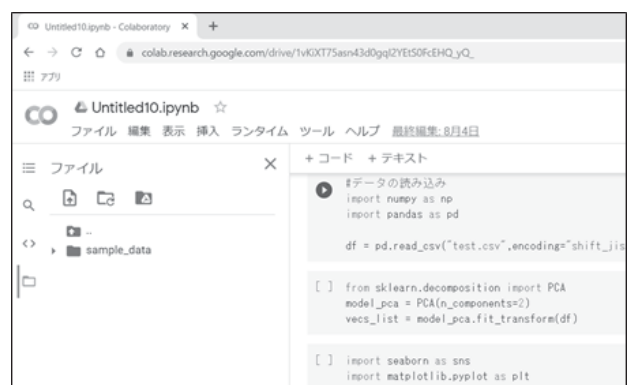 Untitled10.ipynb - Colaboratory
colab.research.google.com/drive/1vKiXT75asn43d0gqI2YEtS0FcEHQ_yQ_
アプリ
CO
Untitled10.ipynb
ファイル 編集 表示 挿入 ランタイム ツール ヘルプ 最終編集: 8月4日
ファイル
..
sample_data
+ コード + テキスト
#データの読み込み
import numpy as np
import pandas as pd
df = pd.read_csv("test.csv",encoding="shift_jis
[ ] from sklearn.decomposition import PCA
model_pca = PCA(n_components=2)
vecs_list = model_pca.fit_transform(df)
[ ] import seaborn as sns
import matplotlib.pyplot as plt